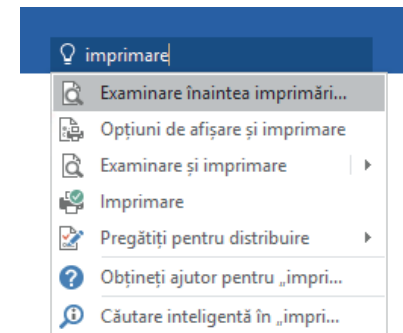 imprimare
Examinare înaintea imprimări...
Opțiuni de afișare și imprimare
Examinare și imprimare
Imprimare
Pregătiți pentru distribuire
Obțineți ajutor pentru „impri...
Căutare inteligentă în „impri...